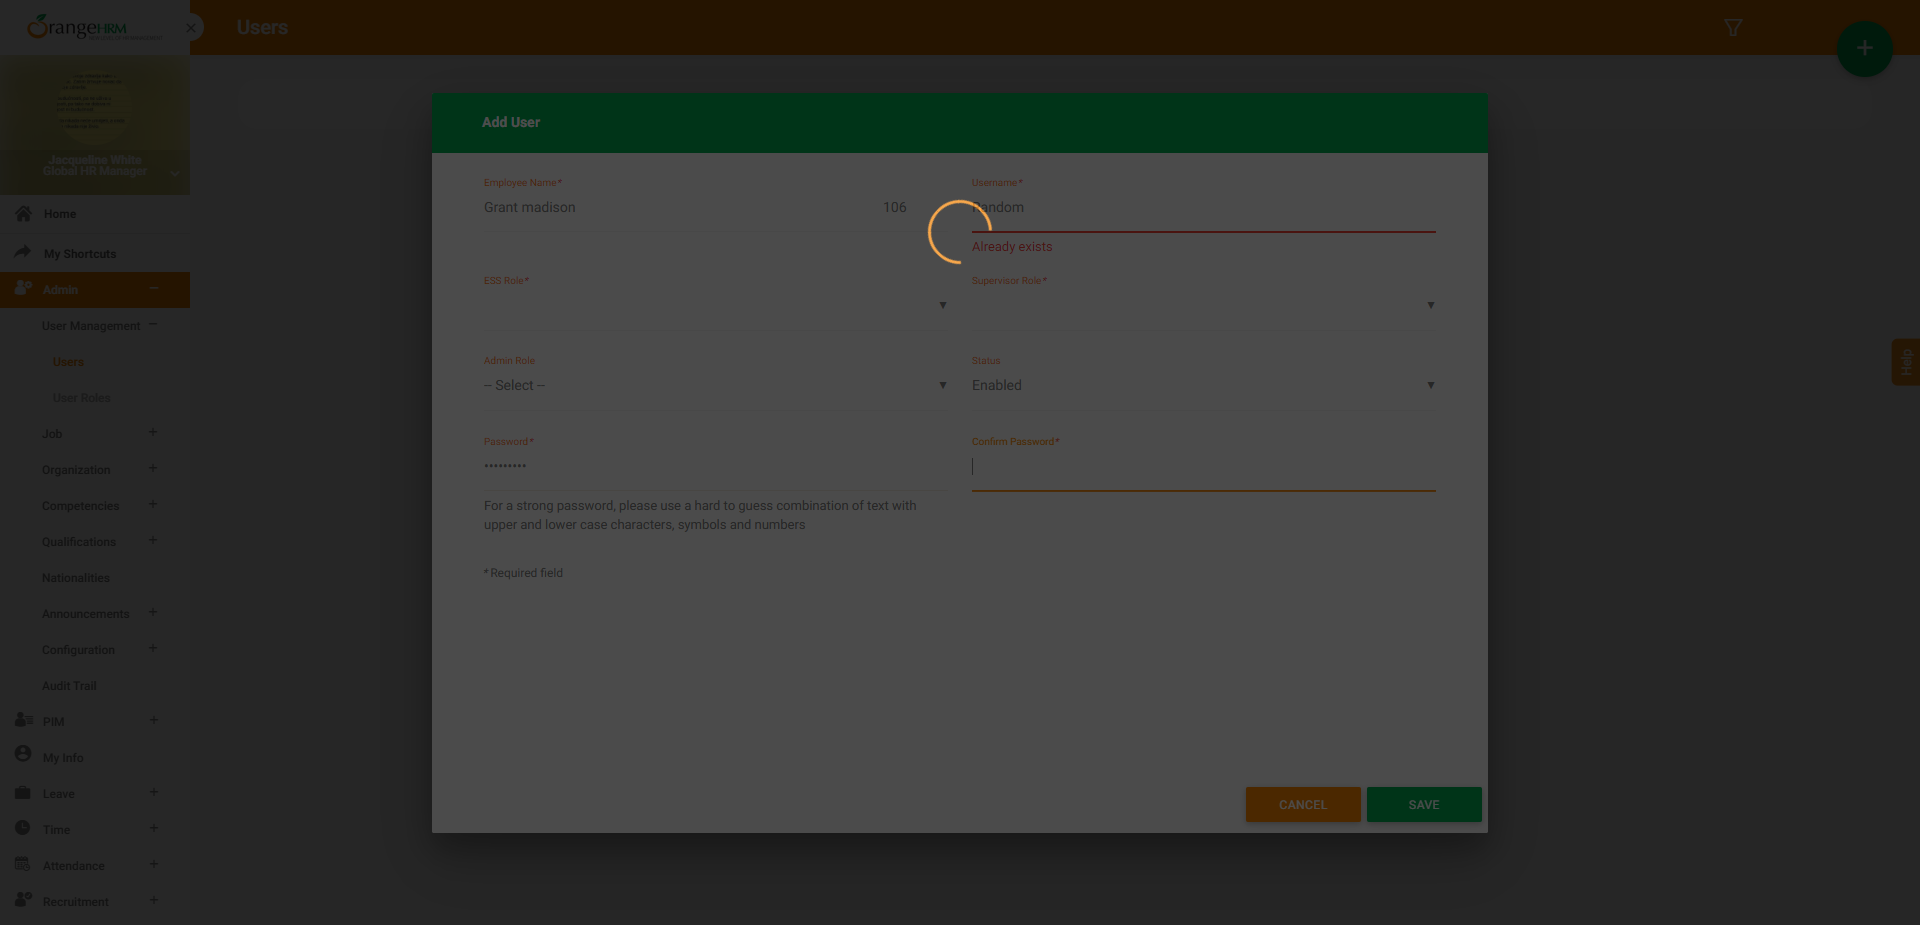 OrangeHRM
Users
Jacqueline White
Global HR Manager
Home
My Shortcuts
Admin
User Management
Users
User Roles
Job
Organization
Competencies
Qualifications
Nationalities
Announcements
Configuration
Audit Trail
PIM
My Info
Leave
Time
Attendance
Recruitment
Add User
Employee Name*
Grant madison 106
Username*
Random
Already exists
ESS Role*
Supervisor Role*
Admin Role
-- Select --
Status
Enabled
Password*
•••••••••
Confirm Password*
For a strong password, please use a hard to guess combination of text with
upper and lower case characters, symbols and numbers
* Required field
CANCEL
SAVE
Help